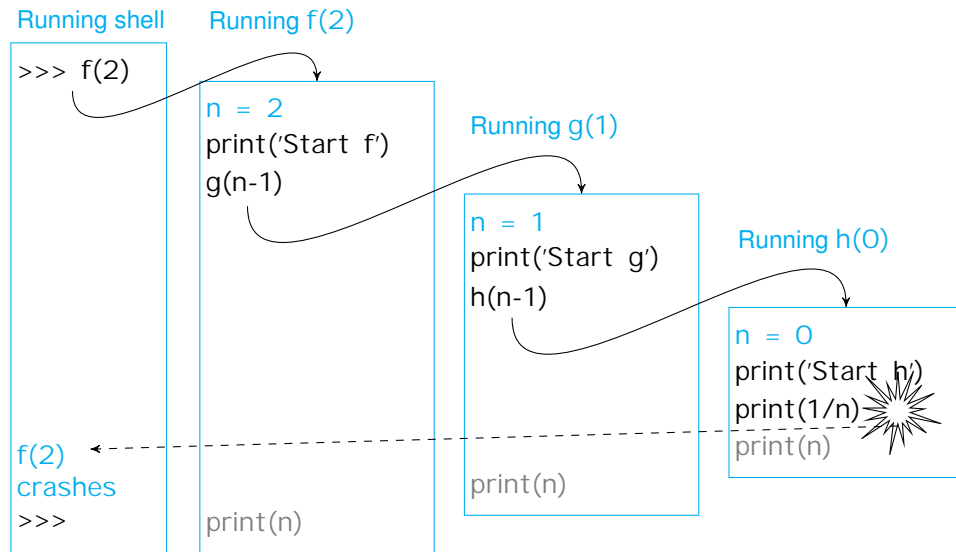 Running shell
>>> f(2)
f(2)
crashes
>>>
Running f(2)
n = 2
print('Start f')
g(n-1)
print(n)
Running g(1)
n = 1
print('Start g')
h(n-1)
print(n)
Running h(0)
n = 0
print('Start h')
print(1/n)
print(n)